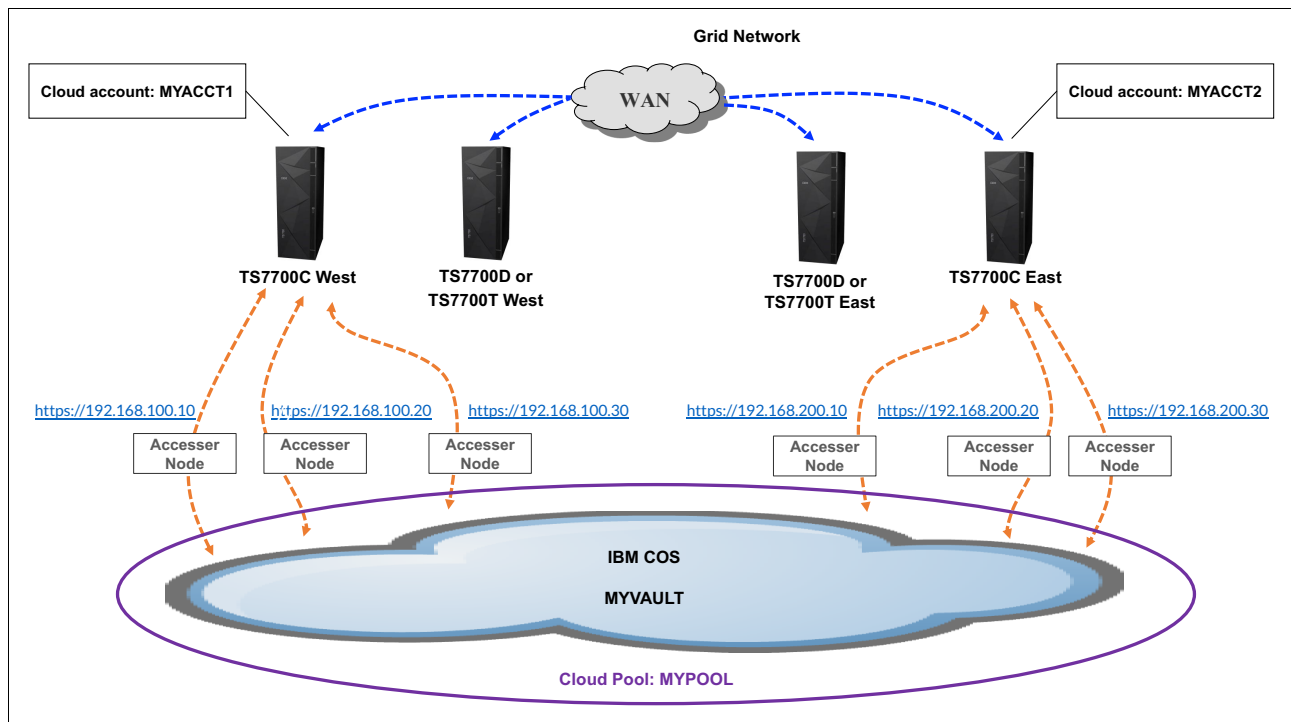 Grid Network
Cloud account: MYACCT1
WAN
Cloud account: MYACCT2
TS7700C West
TS7700D or
TS7700T West
TS7700D or
TS7700T East
TS7700C East
https://192.168.100.10
https://192.168.100.20
https://192.168.100.30
https://192.168.200.10
https://192.168.200.20
https://192.168.200.30
Accesser
Node
Accesser
Node
Accesser
Node
Accesser
Node
Accesser
Node
Accesser
Node
IBM COS
MYVAULT
Cloud Pool: MYPOOL